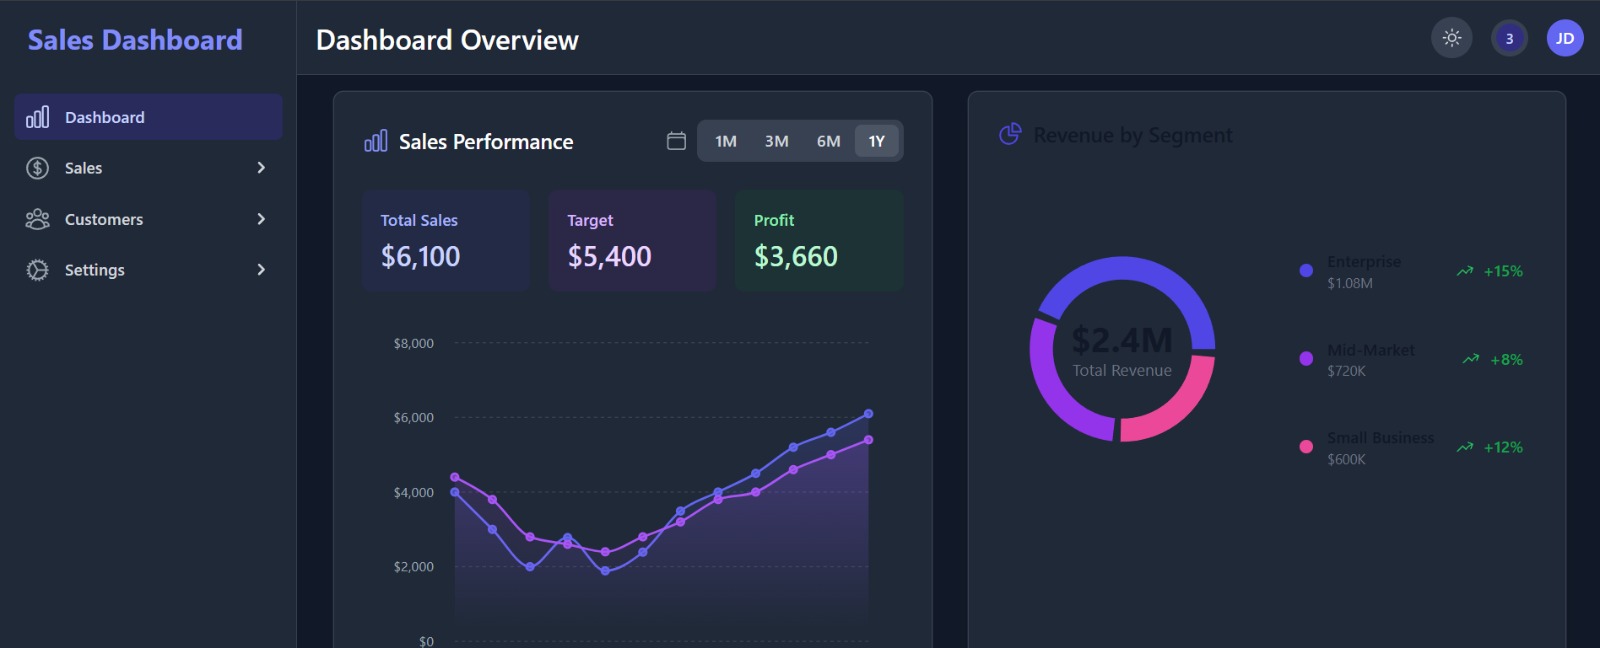 Sales Dashboard
Dashboard
Sales
Customers
Settings
Dashboard Overview
3
JD
Sales Performance
1M 3M 6M 1Y
Total Sales
$6,100
Target
$5,400
Profit
$3,660
$8,000
$6,000
$4,000
$2,000
$0
Revenue by Segment
$2.4M
Total Revenue
Enterprise
$1.08M
+15%
Mid-Market
$720K
+8%
Small Business
$600K
+12%